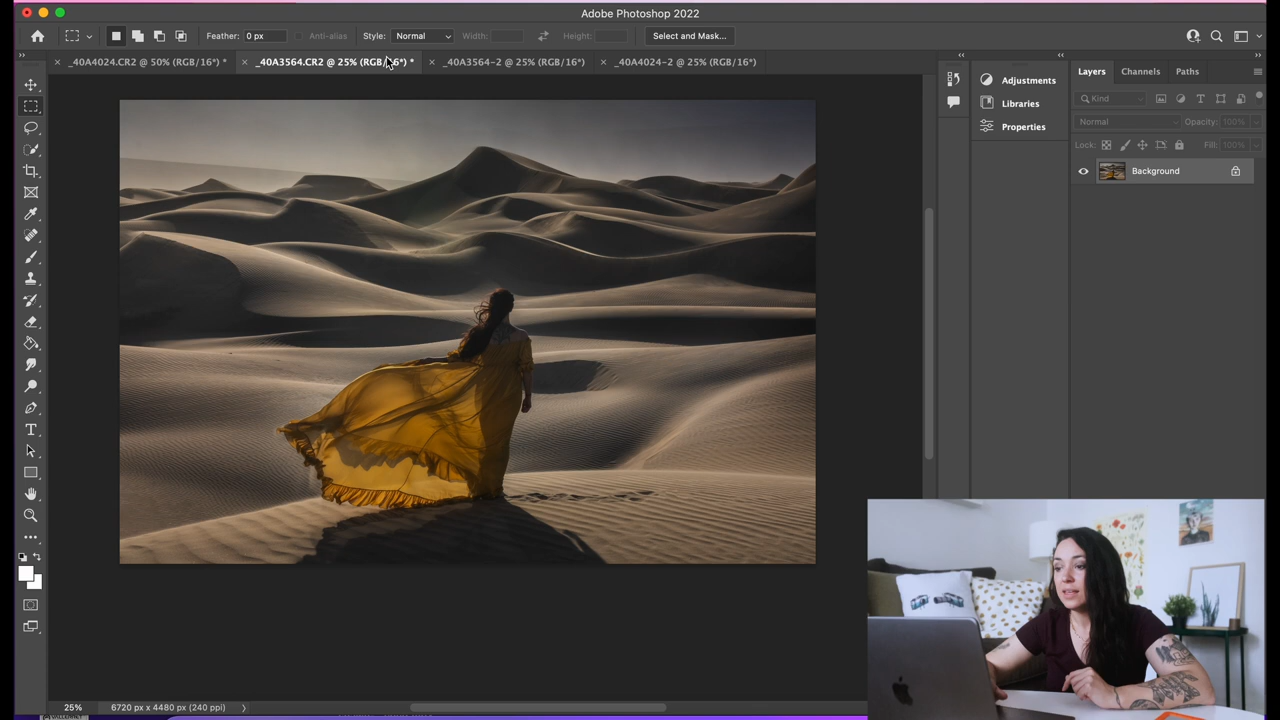 Adobe Photoshop 2022
Feather: 0 px Anti-alias Style: Normal Width: Height: Select and Mask...
_40A4024.CR2 @ 50% (RGB/16*) * _40A3564.CR2 @ 25% (RGB/16*) * _40A3564-2 @ 25% (RGB/16*) _40A4024-2 @ 25% (RGB/16*)
Adjustments
Libraries
Properties
Layers Channels Paths
Kind
Normal Opacity: 100%
Lock: Fill: 100%
Background
25% 6720 px x 4480 px (240 ppi)